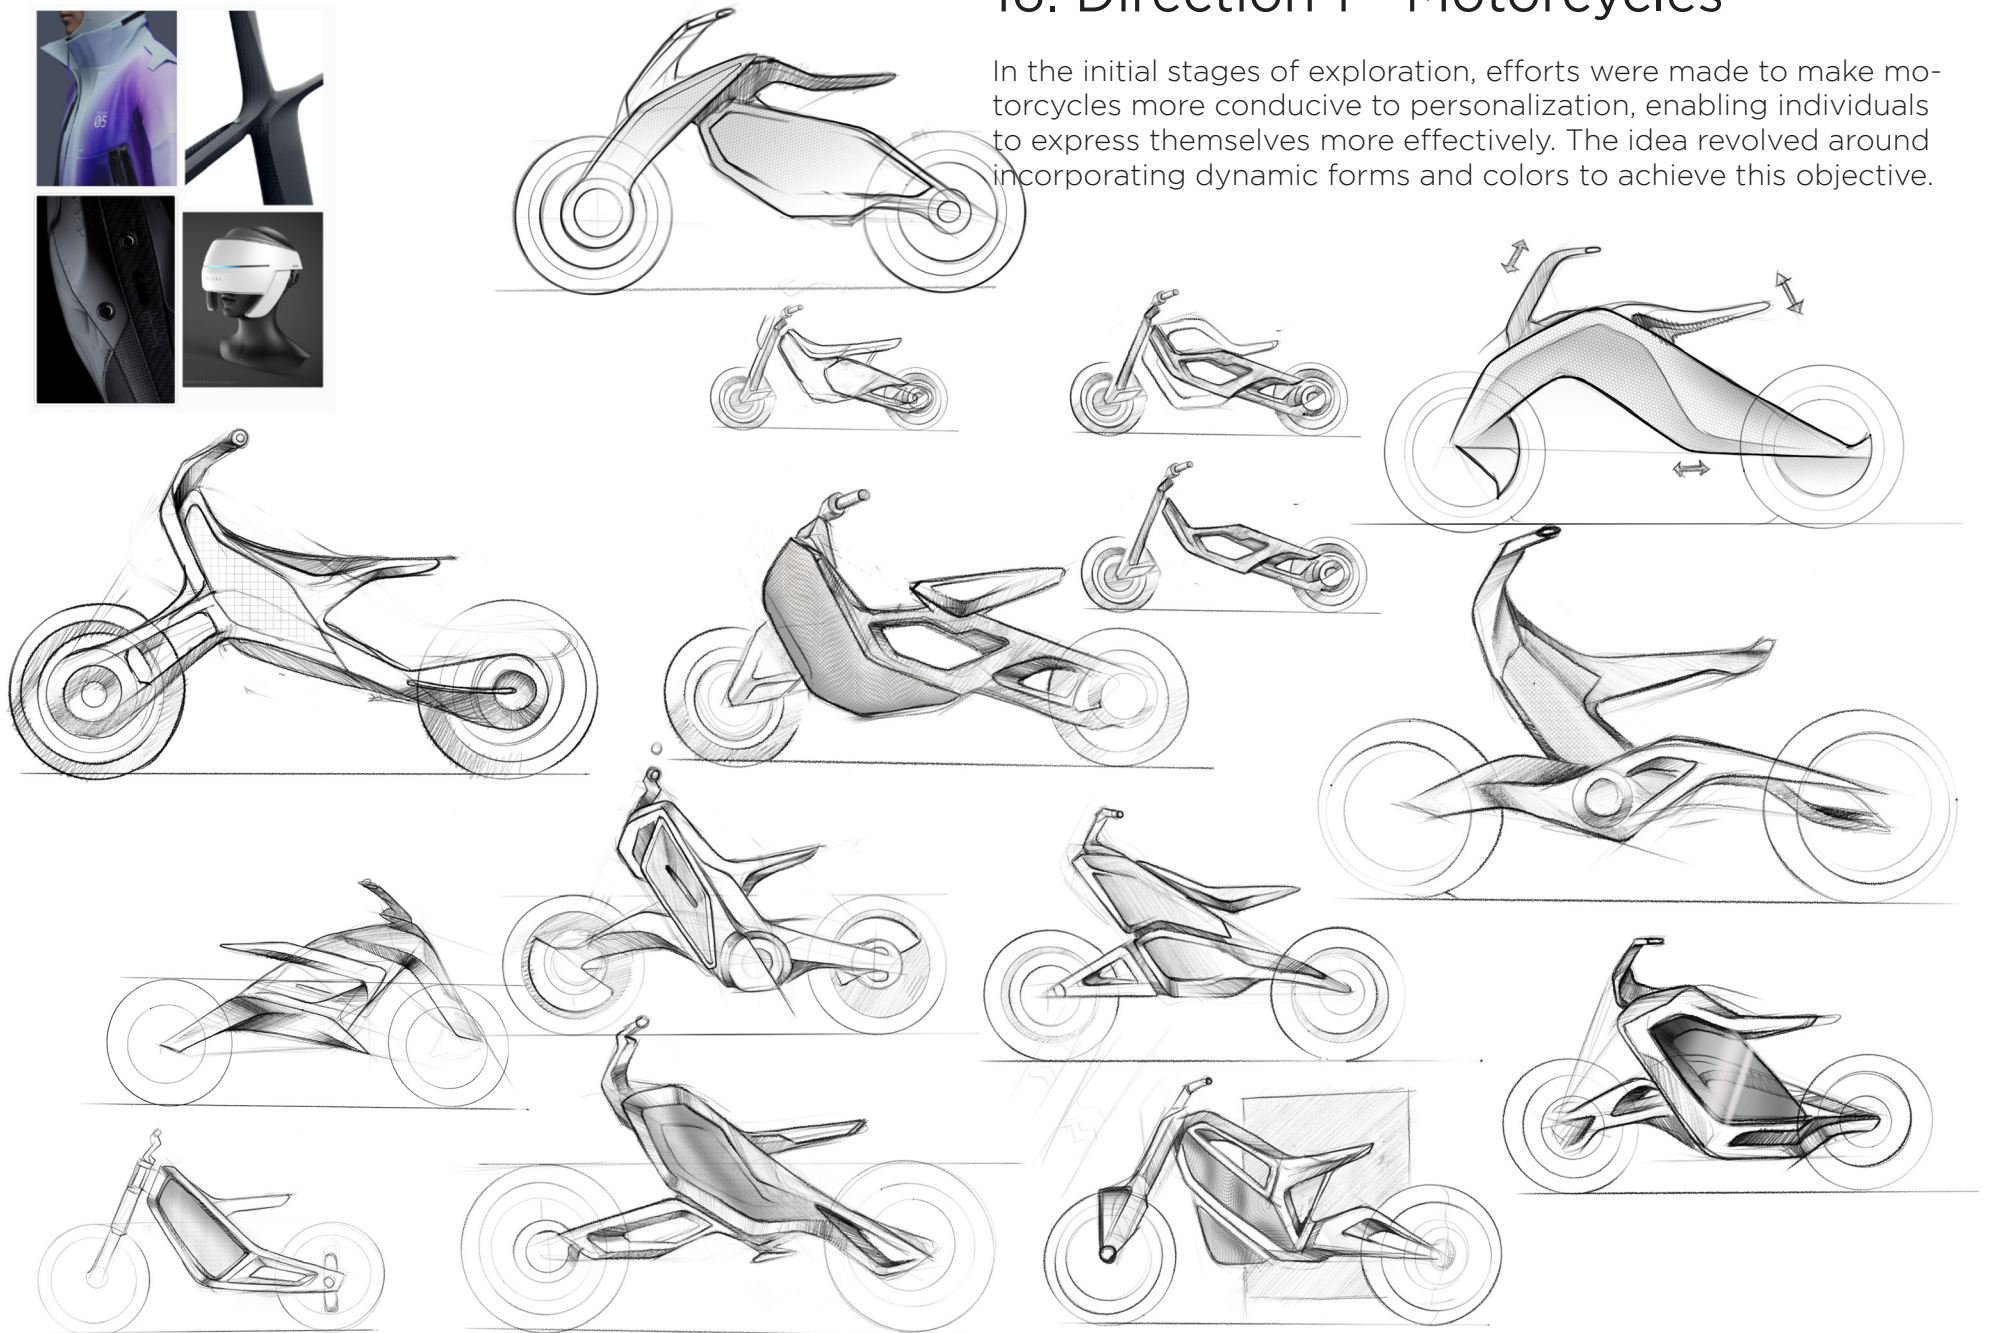 10. Direction 1 - Motorcycles
In the initial stages of exploration, efforts were made to make mo-
torcycles more conducive to personalization, enabling individuals
to express themselves more effectively. The idea revolved around
incorporating dynamic forms and colors to achieve this objective.
05